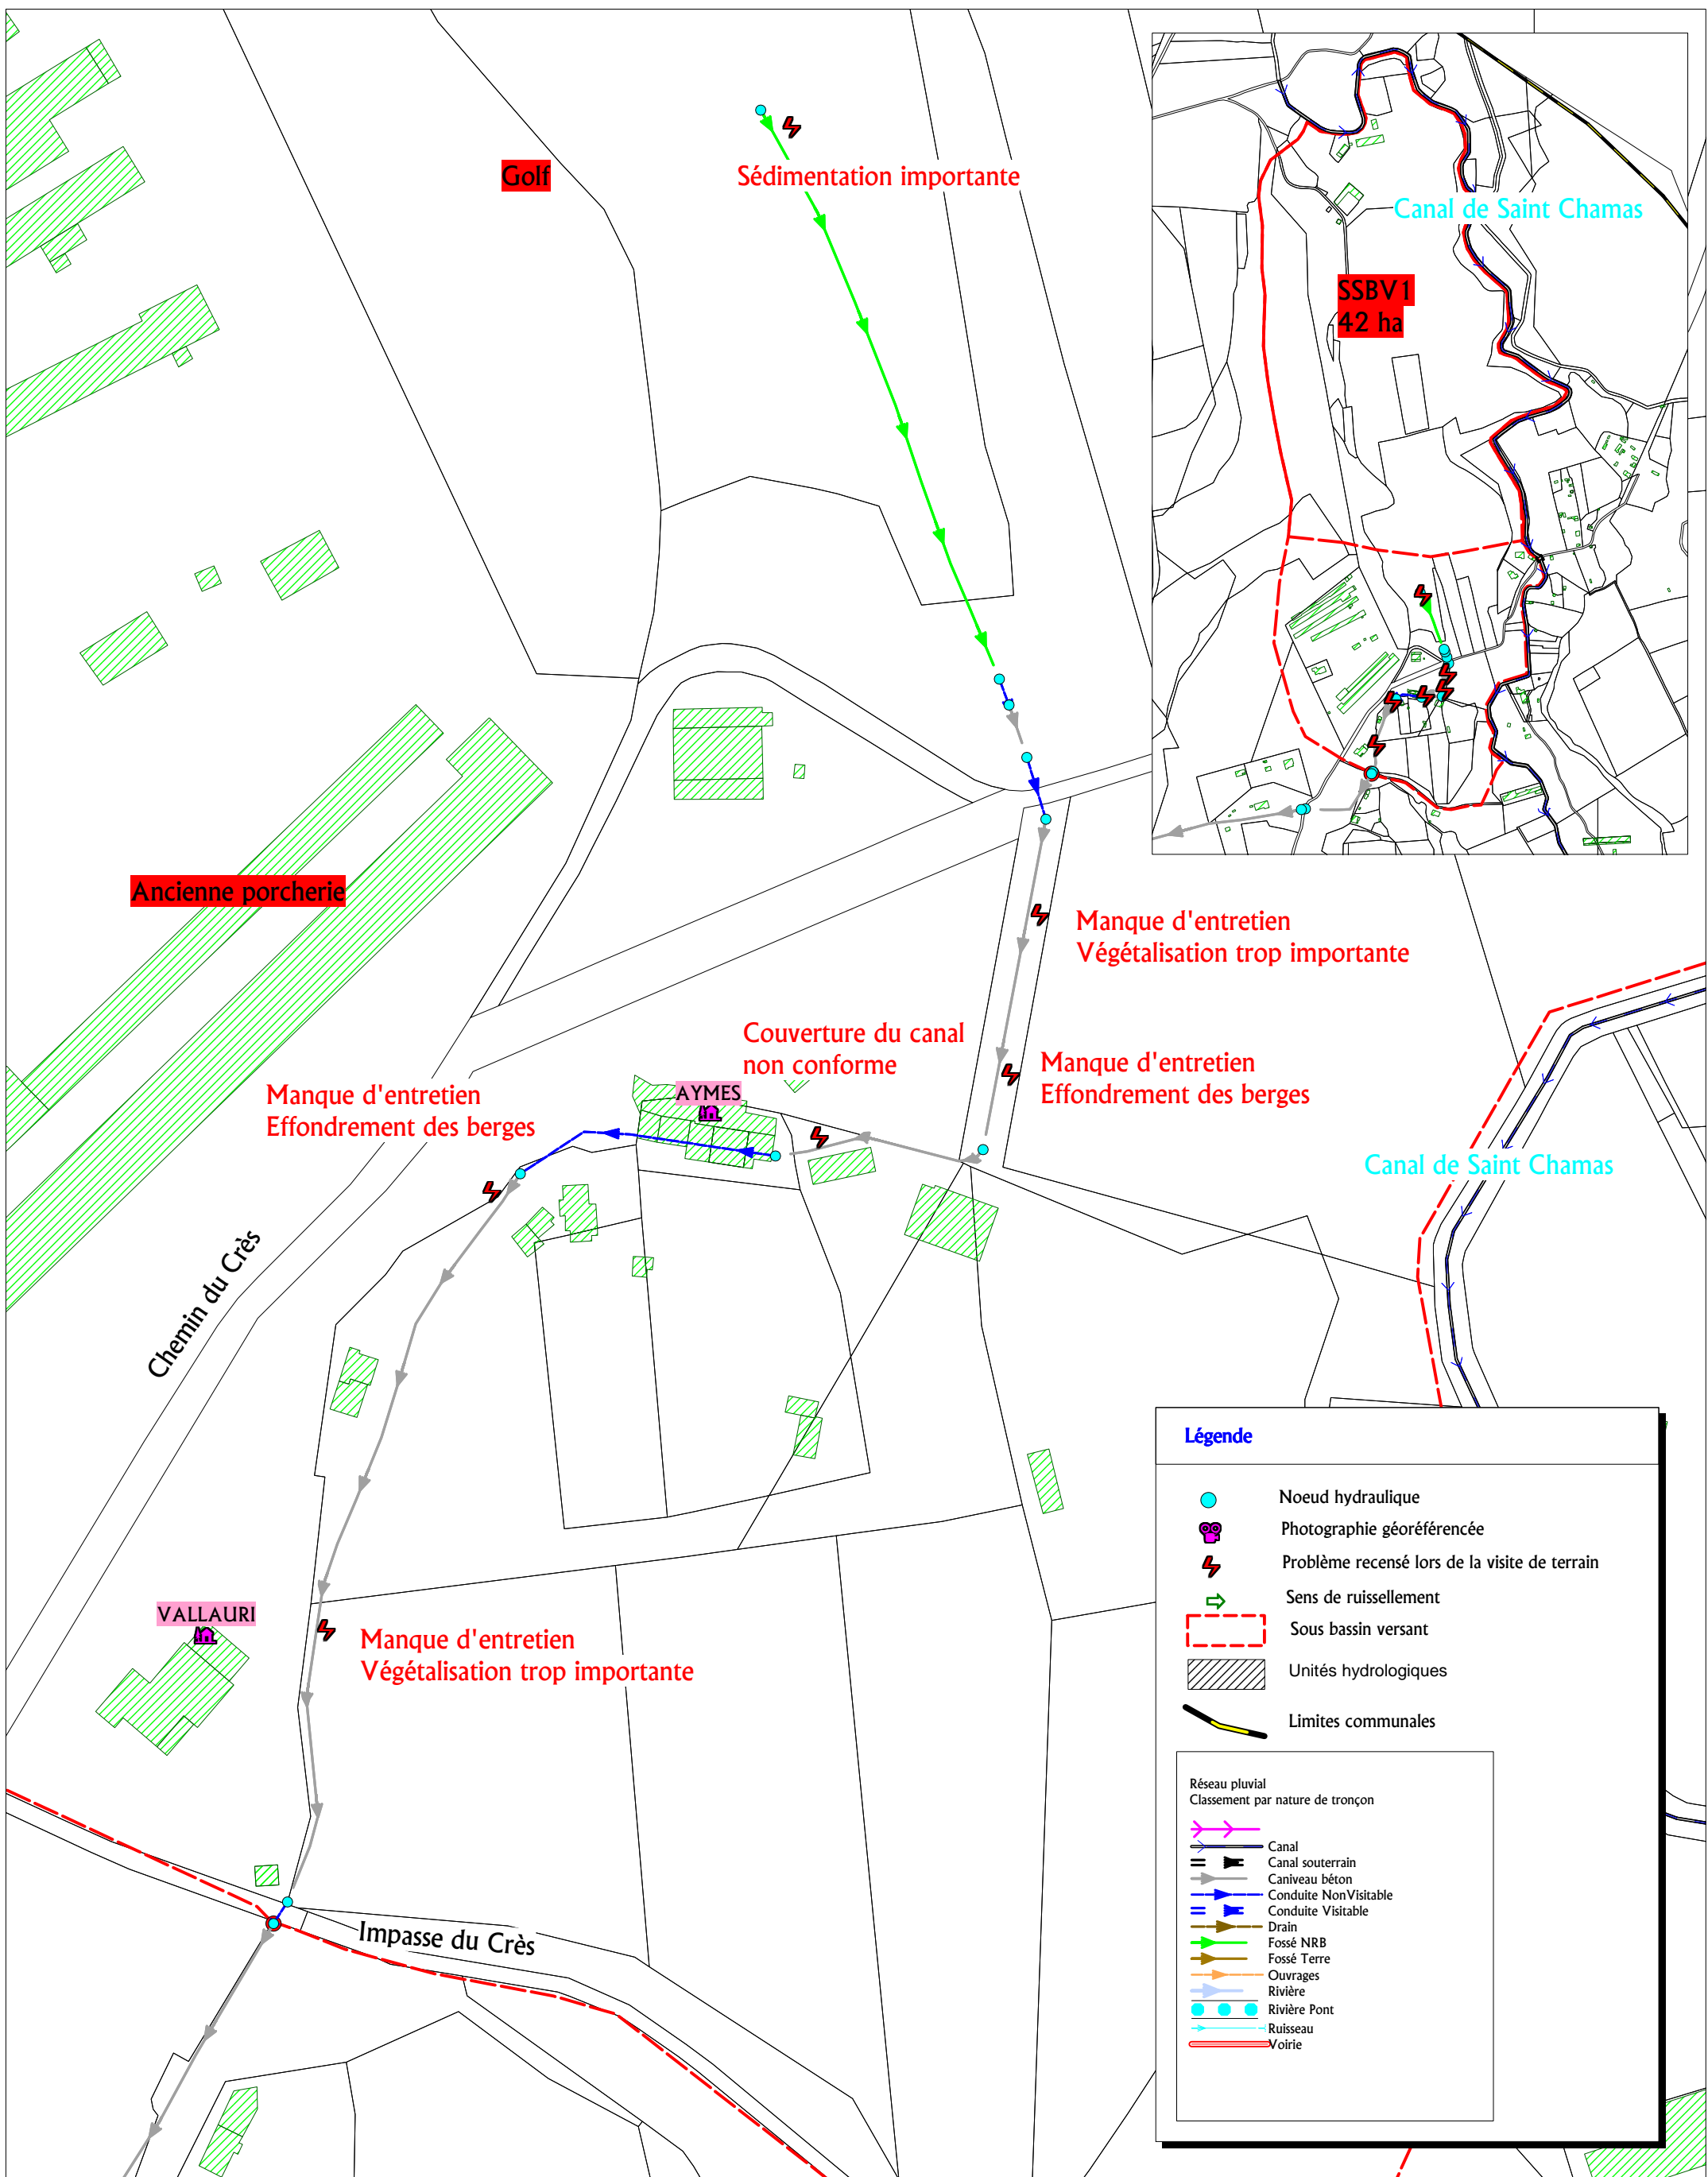 Golf
Sédimentation importante
Canal de Saint Chamas
SSBV1
42 ha
Ancienne porcherie
Manque d'entretien
Végétalisation trop importante
Couverture du canal
non conforme
Manque d'entretien
Effondrement des berges
AYMES
Manque d'entretien
Effondrement des berges
Canal de Saint Chamas
Chemin du Crès
VALLAURI
Manque d'entretien
Végétalisation trop importante
Impasse du Crès
Légende
Noeud hydraulique
Photographie géoréférencée
Problème recensé lors de la visite de terrain
Sens de ruissellement
Sous bassin versant
Unités hydrologiques
Limites communales
Réseau pluvial
Classement par nature de tronçon
Canal
Canal souterrain
Caniveau béton
Conduite NonVisitable
Conduite Visitable
Drain
Fossé NRB
Fossé Terre
Ouvrages
Rivière
Rivière Pont
Ruisseau
Voirie